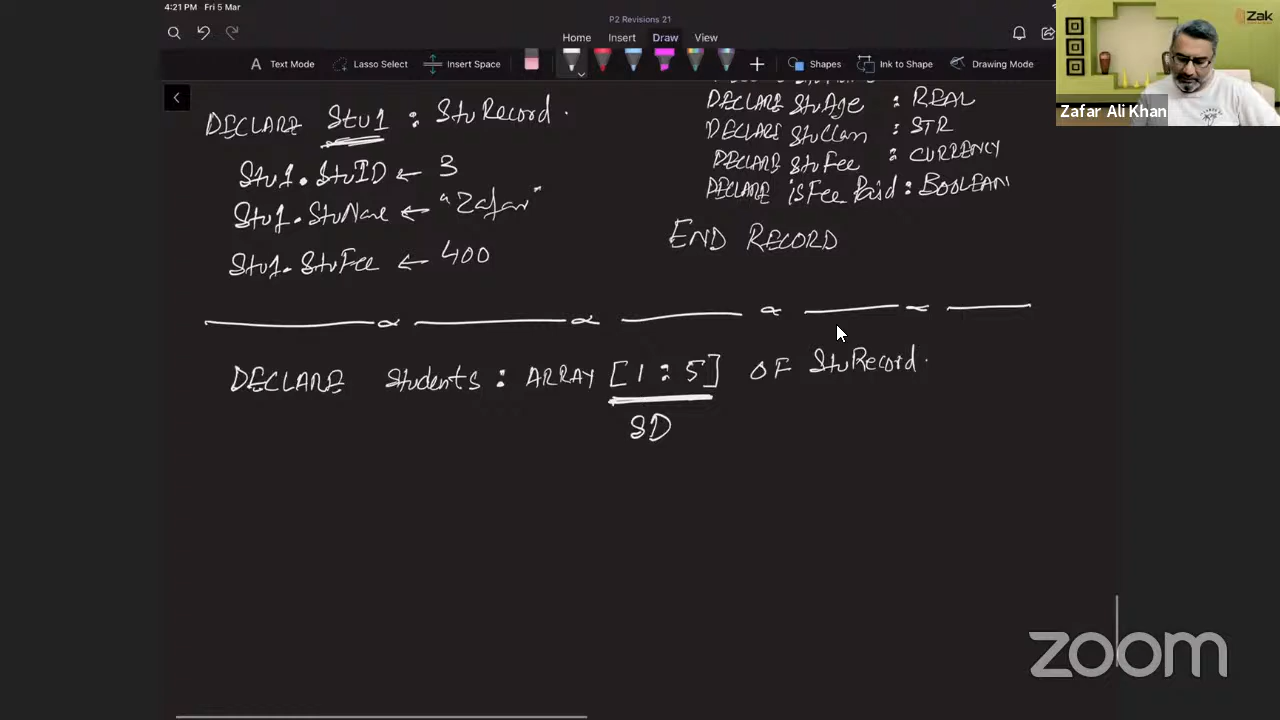 4:21 PM Fri 5 Mar
P2 Revisions 21
Home Insert Draw View
Text Mode Lasso Select Insert Space Shapes Ink to Shape Drawing Mode
Zak
Zafar Ali Khan
DECLARE Stu1 : StuRecord.
Stu1.StuID ← 3
Stu1.StuName ← "Zafar"
Stu1.StuFee ← 400
DECLARE StuAge : REAL
DECLARE StuClass : STR
DECLARE StuFee : CURRENCY
DECLARE isFeePaid : BOOLEAN
END RECORD
DECLARE Students : ARRAY [1 : 5] OF StuRecord.
SD
zoom